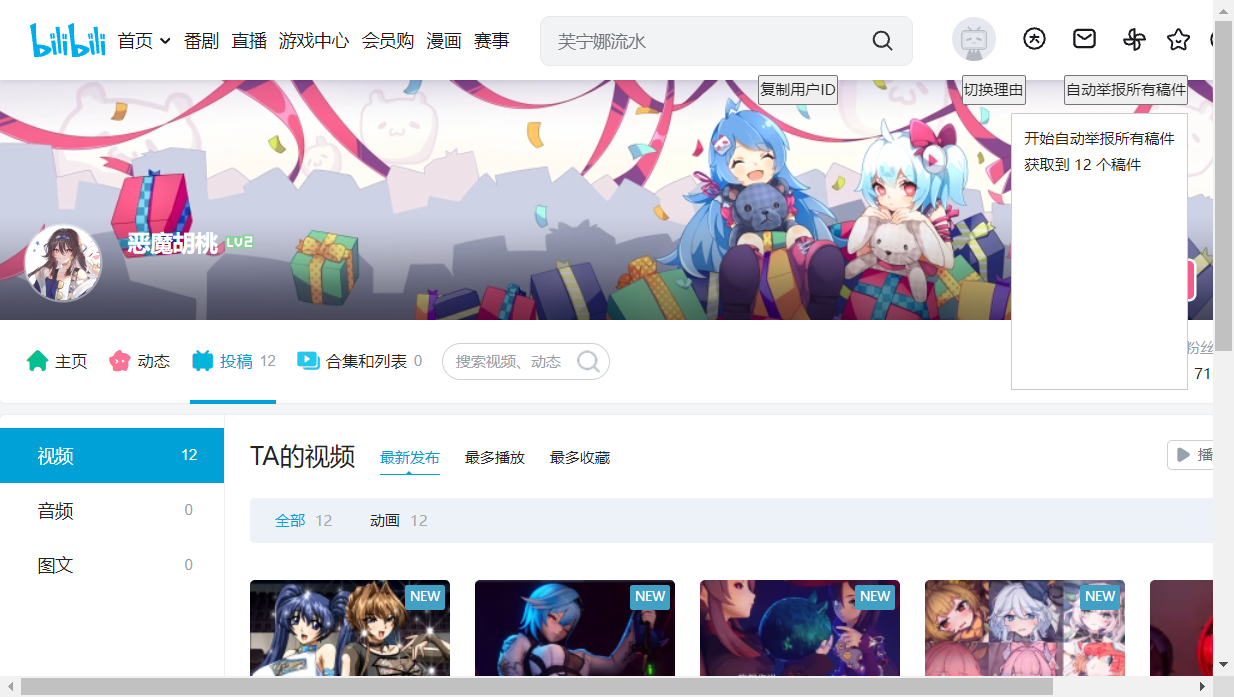 bilibili 首页 番剧 直播 游戏中心 会员购 漫画 赛事 芙宁娜流水
复制用户ID 切换理由 自动举报所有稿件
开始自动举报所有稿件
获取到 12 个稿件
恶魔胡桃 LV2
主页 动态 投稿 12 合集和列表 0 搜索视频、动态 粉丝
71
视频 12
音频 0
图文 0
TA的视频 最新发布 最多播放 最多收藏 播
全部 12 动画 12
NEW NEW NEW NEW